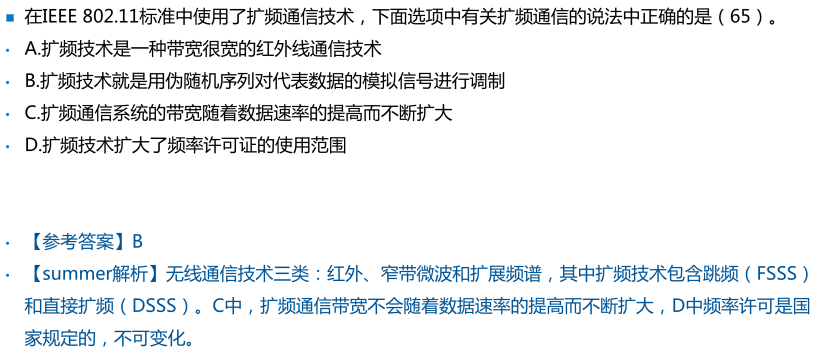 ▪ 在IEEE 802.11标准中使用了扩频通信技术，下面选项中有关扩频通信的说法中正确的是（65）。
• A.扩频技术是一种带宽很宽的红外线通信技术
• B.扩频技术就是用伪随机序列对代表数据的模拟信号进行调制
• C.扩频通信系统的带宽随着数据速率的提高而不断扩大
• D.扩频技术扩大了频率许可证的使用范围
• 【参考答案】B
• 【summer解析】无线通信技术三类：红外、窄带微波和扩展频谱，其中扩频技术包含跳频（FSSS）
和直接扩频（DSSS）。C中，扩频通信带宽不会随着数据速率的提高而不断扩大，D中频率许可是国
家规定的，不可变化。